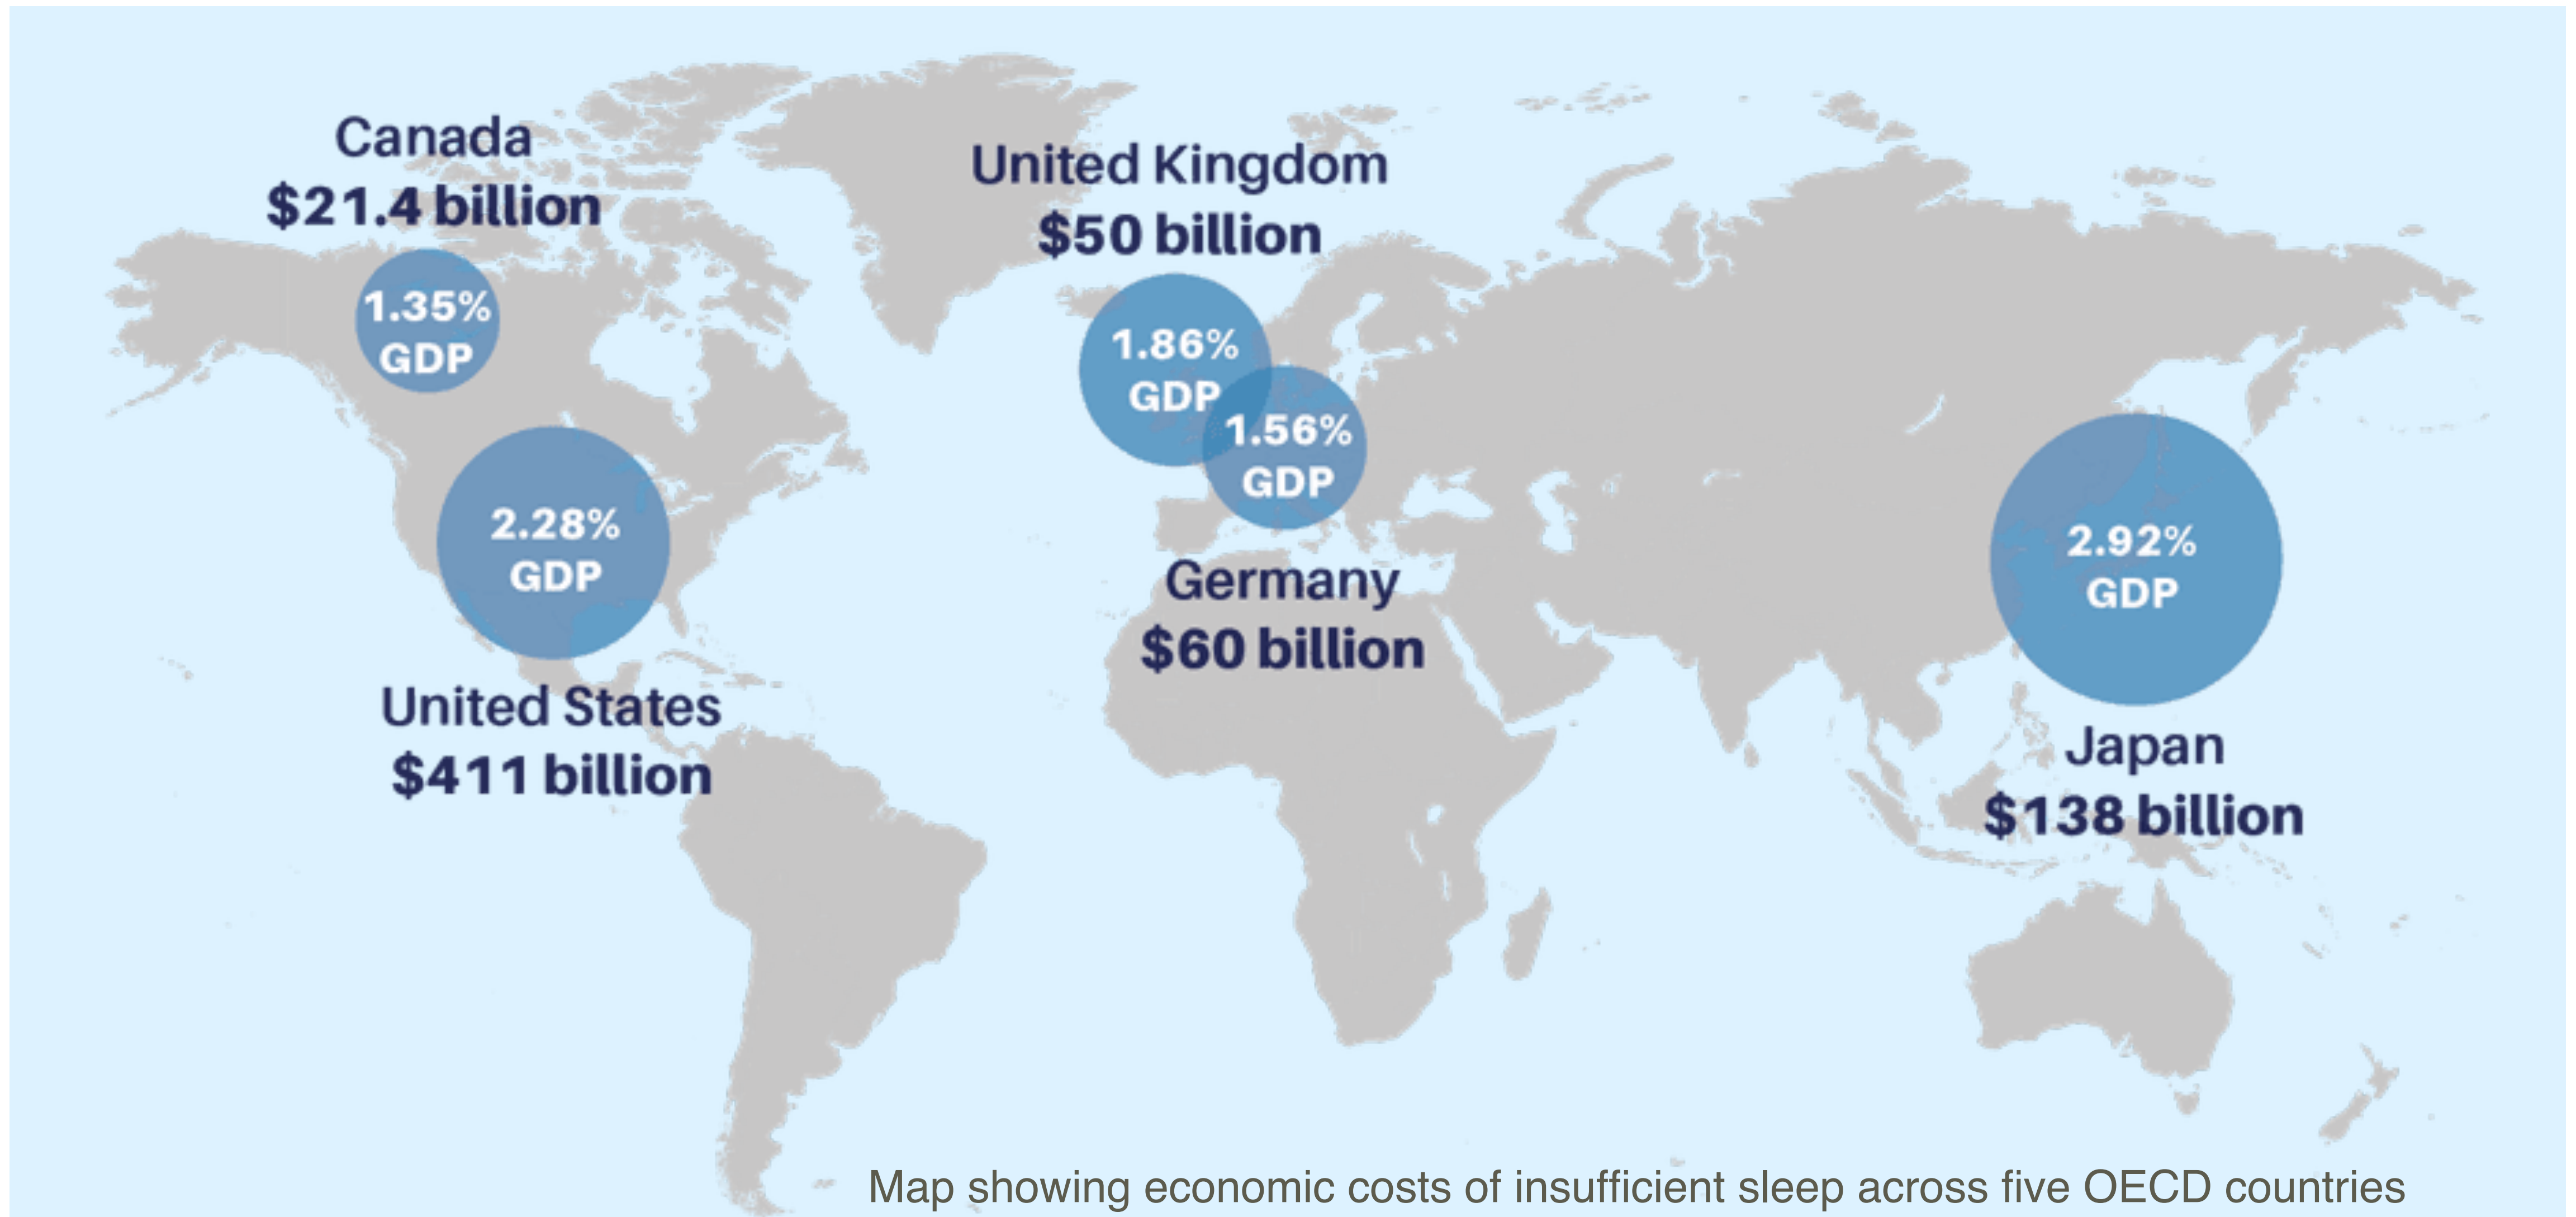 Canada
$21.4 billion
1.35%
GDP
United Kingdom
$50 billion
1.86%
GDP
1.56%
GDP
Germany
$60 billion
2.28%
GDP
United States
$411 billion
2.92%
GDP
Japan
$138 billion
Map showing economic costs of insufficient sleep across five OECD countries